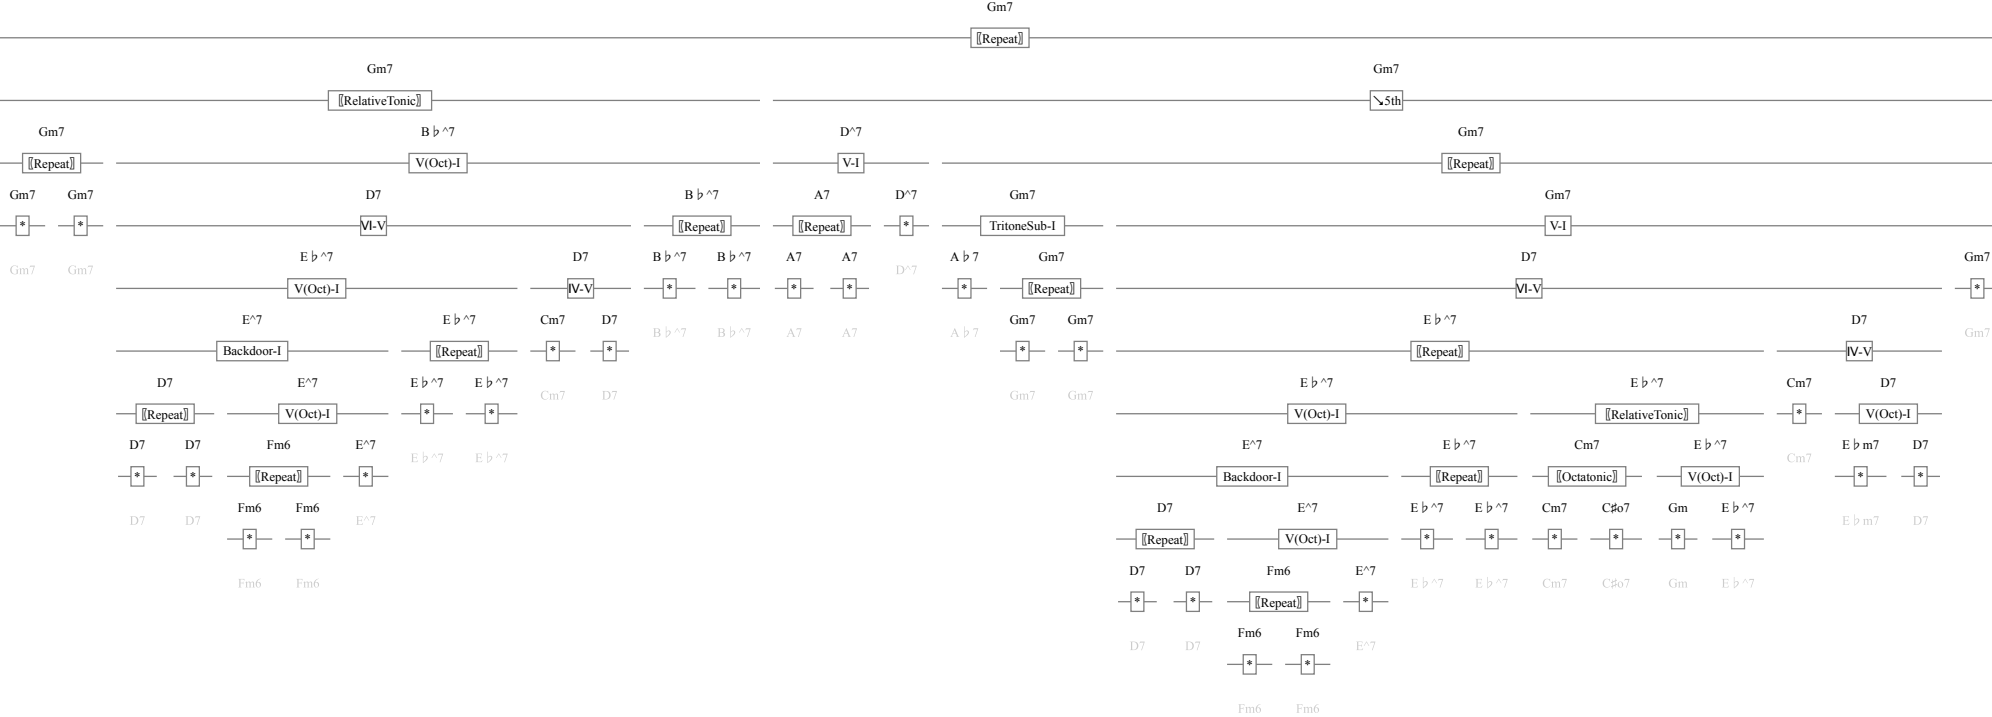 Gm7
⟦Repeat⟧
Gm7 Gm7
⟦RelativeTonic⟧ ↘5th
Gm7 B♭^7 D^7 Gm7
⟦Repeat⟧ V(Oct)-I V-I ⟦Repeat⟧
Gm7 Gm7 D7 B♭^7 A7 D^7 Gm7 Gm7
* * Ⅵ-V ⟦Repeat⟧ ⟦Repeat⟧ * TritoneSub-I V-I
Gm7 Gm7 E♭^7 D7 B♭^7 B♭^7 A7 A7 D^7 A♭7 Gm7 D7 Gm7
V(Oct)-I Ⅳ-V * * * * * ⟦Repeat⟧ Ⅵ-V *
E^7 E♭^7 Cm7 D7 B♭^7 B♭^7 A7 A7 A♭7 Gm7 Gm7 E♭^7 D7 Gm7
Backdoor-I ⟦Repeat⟧ * * * * ⟦Repeat⟧ Ⅳ-V
D7 E^7 E♭^7 E♭^7 Cm7 D7 Gm7 Gm7 E♭^7 E♭^7 Cm7 D7
⟦Repeat⟧ V(Oct)-I * * V(Oct)-I ⟦RelativeTonic⟧ * V(Oct)-I
D7 D7 Fm6 E^7 E♭^7 E♭^7 E^7 E♭^7 Cm7 E♭^7 Cm7 E♭m7 D7
* * ⟦Repeat⟧ * Backdoor-I ⟦Repeat⟧ ⟦Octatonic⟧ V(Oct)-I * *
D7 D7 Fm6 Fm6 E^7 D7 E^7 E♭^7 E♭^7 Cm7 C♯o7 Gm E♭^7 E♭m7 D7
* * ⟦Repeat⟧ V(Oct)-I * * * * * *
Fm6 Fm6 D7 D7 Fm6 E^7 E♭^7 E♭^7 Cm7 C♯o7 Gm E♭^7
* * ⟦Repeat⟧ *
D7 D7 Fm6 Fm6 E^7
* *
Fm6 Fm6